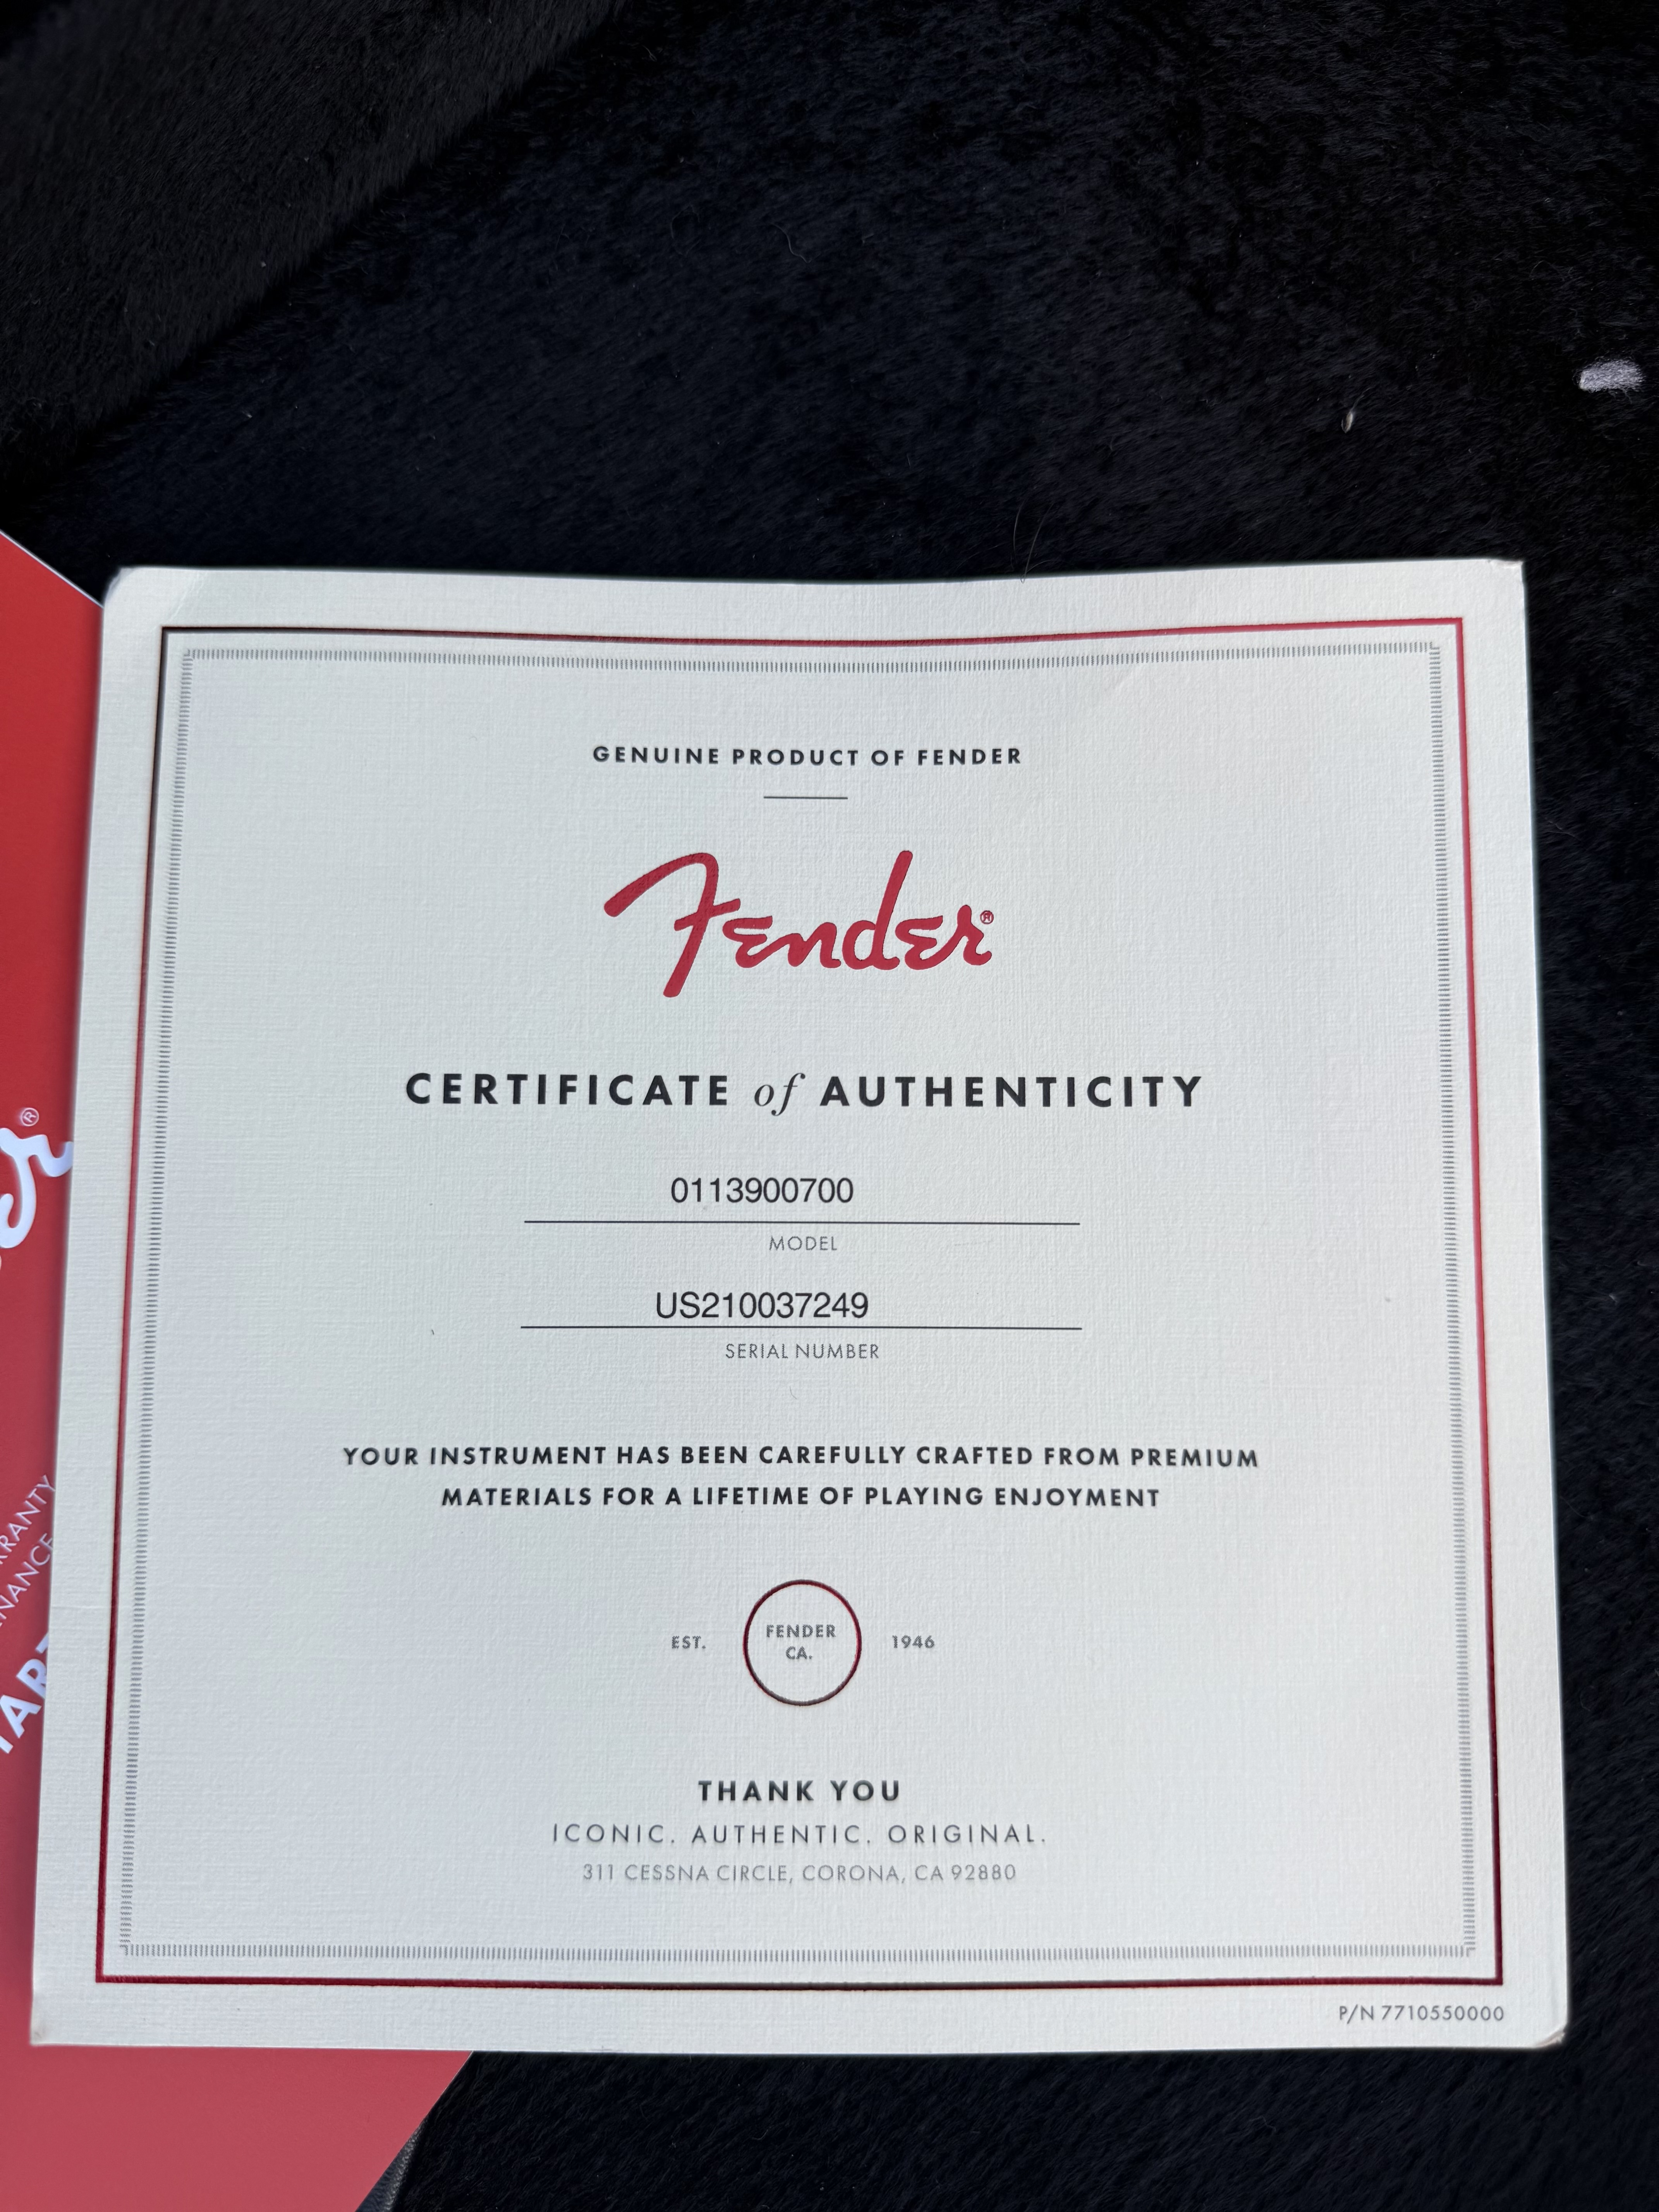 GENUINE PRODUCT OF FENDER
Fender®
CERTIFICATE of AUTHENTICITY
0113900700
MODEL
US210037249
SERIAL NUMBER
YOUR INSTRUMENT HAS BEEN CAREFULLY CRAFTED FROM PREMIUM
MATERIALS FOR A LIFETIME OF PLAYING ENJOYMENT
EST. FENDER CA. 1946
THANK YOU
ICONIC. AUTHENTIC. ORIGINAL.
311 CESSNA CIRCLE, CORONA, CA 92880
P/N 7710550000